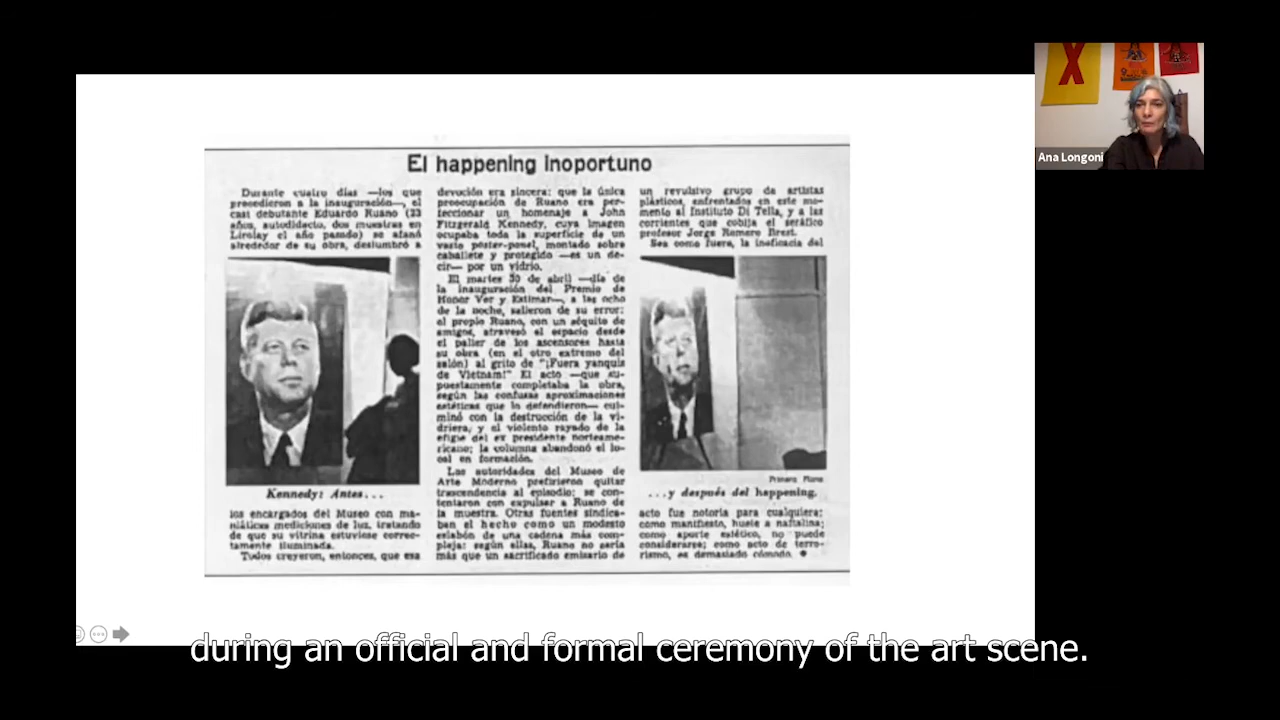 El happening inoportuno
Durante cuatro días —los que
precedieron a la inauguración—, el
casi debutante Eduardo Ruano (23
años, autodidacto, dos muestras en
Lirolay el año pasado) se afanó
alrededor de su obra, deslumbró a
Kennedy: Antes...
los encargados del Museo con ma-
niáticas mediciones de luz, tratando
de que su vitrina estuviese correc-
tamente iluminada.
Todos creyeron, entonces, que esa
devoción era sincera: que la única
preocupación de Ruano era per-
feccionar un homenaje a John
Fitzgerald Kennedy, cuya imagen
ocupaba toda la superficie de un
vasto poster-panel, montado sobre
caballete y protegido —es un de-
cir— por un vidrio.
El martes 30 de abril —día de
la inauguración del Premio de
Honor Ver y Estimar—, a las ocho
de la noche, salieron de su error:
el propio Ruano, con un séquito de
amigos, atravesó el espacio desde
el palier de los ascensores hasta
su obra (en el otro extremo del
salón) al grito de "¡Fuera yanquis
de Vietnam!" El acto —que su-
puestamente completaba la obra,
según las confusas aproximaciones
estéticas que lo defendieron— cul-
minó con la destrucción de la vi-
driera, y el violento rayado de la
efigie del ex presidente norteame-
ricano; la columna abandonó el lo-
cal en formación.
Las autoridades del Museo de
Arte Moderno prefirieron quitar
trascendencia al episodio: se con-
tentaron con expulsar a Ruano de
la muestra. Otras fuentes sindica-
ban el hecho como un modesto
eslabón de una cadena más com-
pleja: según ellas, Ruano no sería
más que un sacrificado emisario de
un revulsivo grupo de artistas
plásticos, enfrentados en este mo-
mento al Instituto Di Tella, y a las
corrientes que cobija el seráfico
profesor Jorge Romero Brest.
Sea como fuera, la ineficacia del
Primera Plana
...y después del happening.
acto fue notoria para cualquiera:
como manifiesto, huele a naftalina;
como aporte estético, no puede
considerarse; como acto de terro-
rismo, es demasiado cómodo.
Ana Longoni
X
during an official and formal ceremony of the art scene.